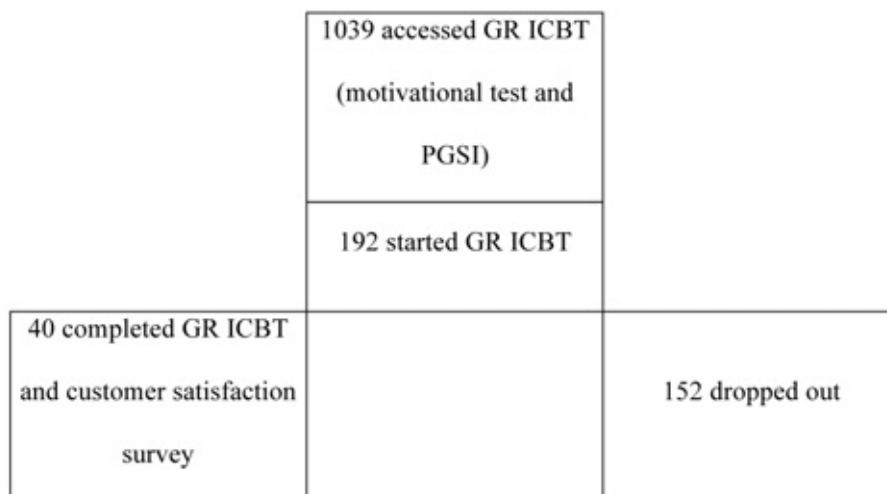 1039 accessed GR ICBT
(motivational test and
PGSI)
192 started GR ICBT
40 completed GR ICBT
and customer satisfaction
survey
152 dropped out